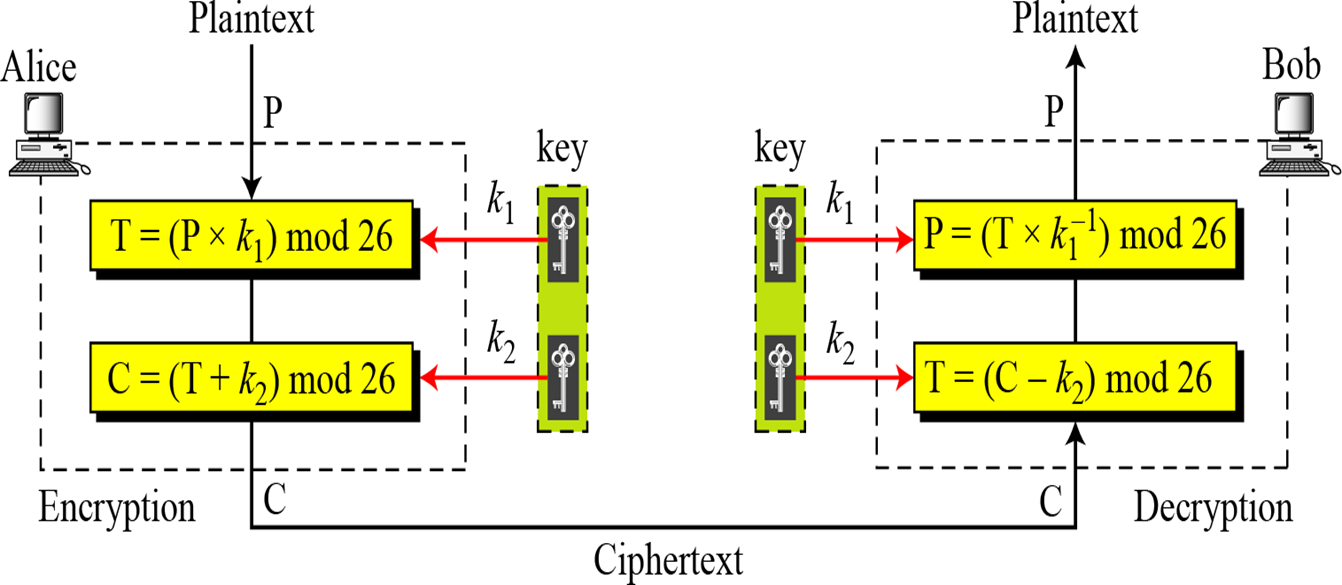 Plaintext
Plaintext
Alice
Bob
P
P
key
key
k₁
k₁
T = (P × k₁) mod 26
P = (T × k₁⁻¹) mod 26
k₂
k₂
C = (T + k₂) mod 26
T = (C – k₂) mod 26
Encryption
C
C
Decryption
Ciphertext